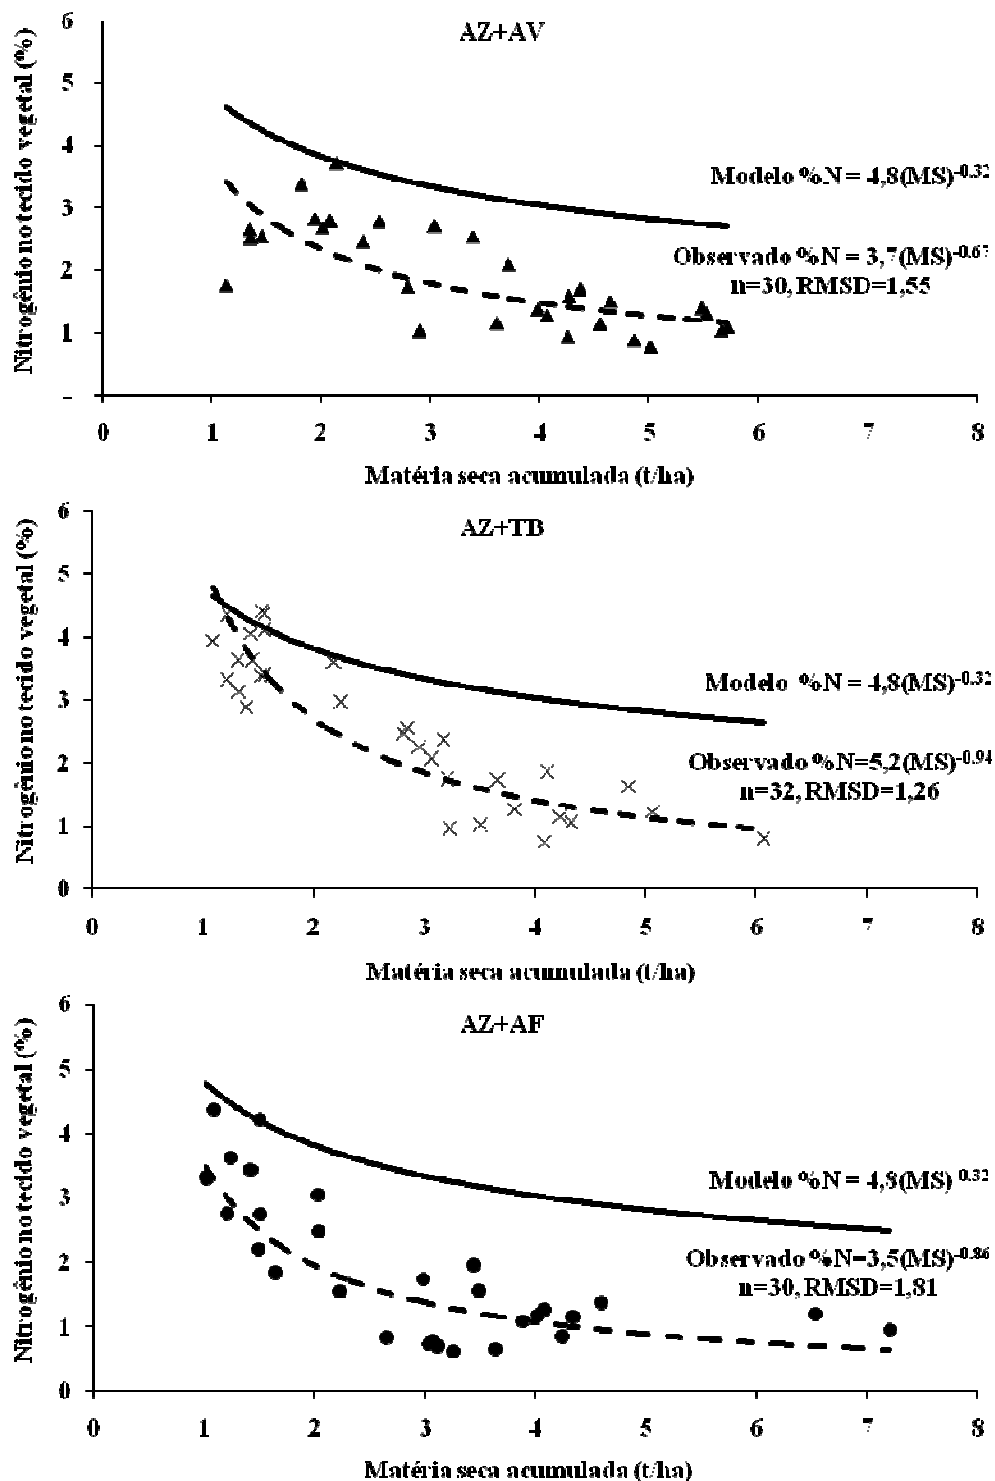 AZ+AV
Nitrogênio no tecido vegetal (%)
6
5
4
3
2
1
-
Modelo %N = 4,8(MS)-0.32
Observado %N = 3,7(MS)-0.67
n=30, RMSD=1,55
0 1 2 3 4 5 6 7 8
Matéria seca acumulada (t/ha)
AZ+TB
Nitrogênio no tecido vegetal (%)
6
5
4
3
2
1
0
Modelo %N = 4,8(MS)-0.32
Observado %N=5,2(MS)-0.94
n=32, RMSD=1,26
0 1 2 3 4 5 6 7 8
Matéria seca acumulada (t/ha)
AZ+AF
Nitrogênio no tecido vegetal (%)
6
5
4
3
2
1
0
Modelo %N = 4,8(MS)-0.32
Observado %N=3,5(MS)-0.86
n=30, RMSD=1,81
0 1 2 3 4 5 6 7 8
Matéria seca acumulada (t/ha)